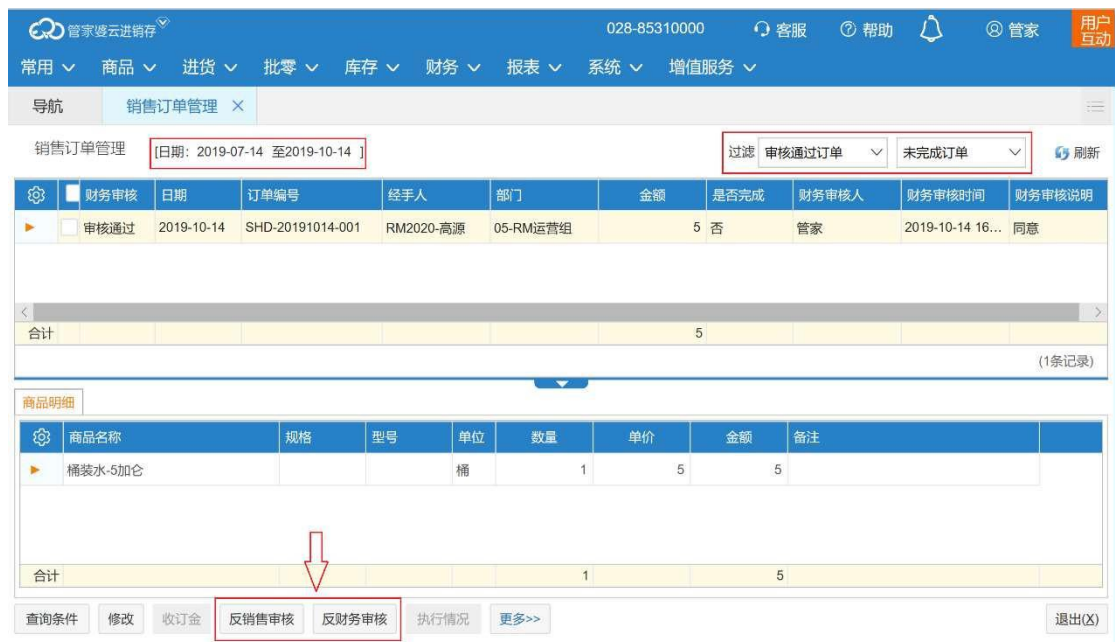 管家婆云进销存 028-85310000 客服 帮助 管家 用户互动
常用 商品 进货 批零 库存 财务 报表 系统 增值服务
导航 销售订单管理 ×
销售订单管理 [日期: 2019-07-14 至2019-10-14 ] 过滤 审核通过订单 未完成订单 刷新
财务审核 日期 订单编号 经手人 部门 金额 是否完成 财务审核人 财务审核时间 财务审核说明
审核通过 2019-10-14 SHD-20191014-001 RM2020-高源 05-RM运营组 5 否 管家 2019-10-14 16... 同意
合计 5
(1条记录)
商品明细
商品名称 规格 型号 单位 数量 单价 金额 备注
桶装水-5加仑 桶 1 5 5
合计 1 5
查询条件 修改 收订金 反销售审核 反财务审核 执行情况 更多>> 退出(X)